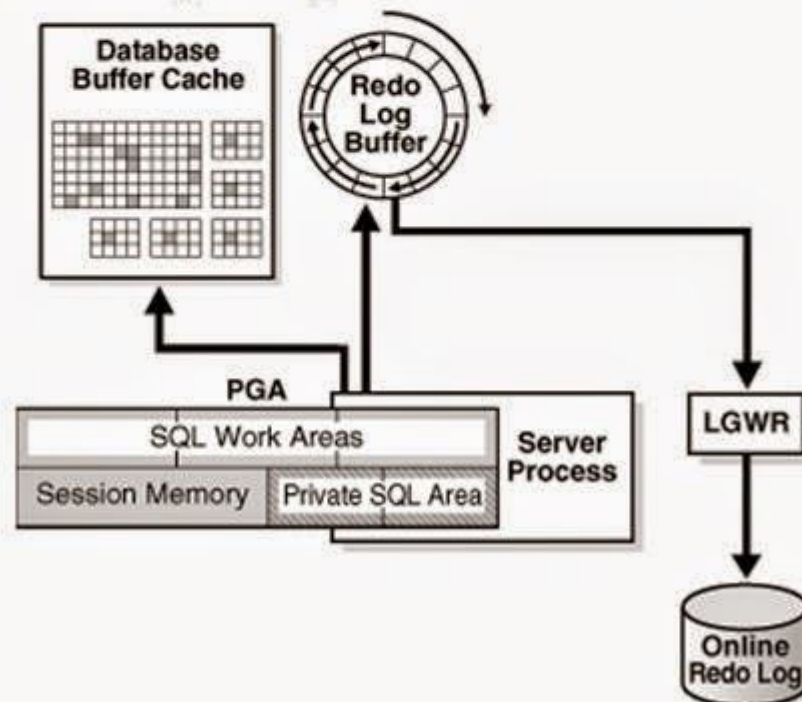 Database
Buffer Cache
Redo
Log
Buffer
PGA
SQL Work Areas
Session Memory
Private SQL Area
Server
Process
LGWR
Online
Redo Log